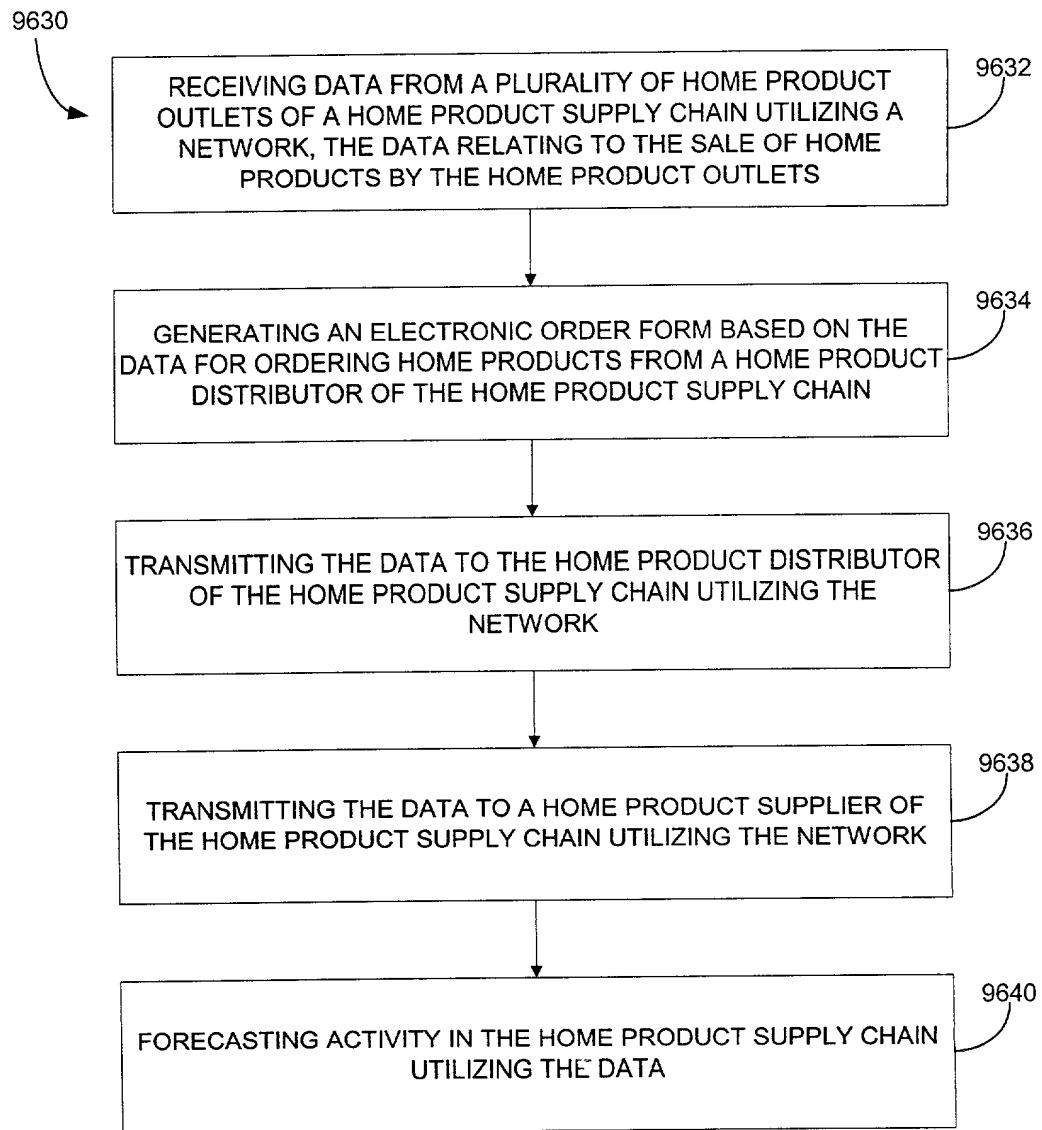 9630
RECEIVING DATA FROM A PLURALITY OF HOME PRODUCT
OUTLETS OF A HOME PRODUCT SUPPLY CHAIN UTILIZING A
NETWORK, THE DATA RELATING TO THE SALE OF HOME
PRODUCTS BY THE HOME PRODUCT OUTLETS
9632
GENERATING AN ELECTRONIC ORDER FORM BASED ON THE
DATA FOR ORDERING HOME PRODUCTS FROM A HOME PRODUCT
DISTRIBUTOR OF THE HOME PRODUCT SUPPLY CHAIN
9634
TRANSMITTING THE DATA TO THE HOME PRODUCT DISTRIBUTOR
OF THE HOME PRODUCT SUPPLY CHAIN UTILIZING THE
NETWORK
9636
TRANSMITTING THE DATA TO A HOME PRODUCT SUPPLIER OF
THE HOME PRODUCT SUPPLY CHAIN UTILIZING THE NETWORK
9638
FORECASTING ACTIVITY IN THE HOME PRODUCT SUPPLY CHAIN
UTILIZING THE DATA
9640